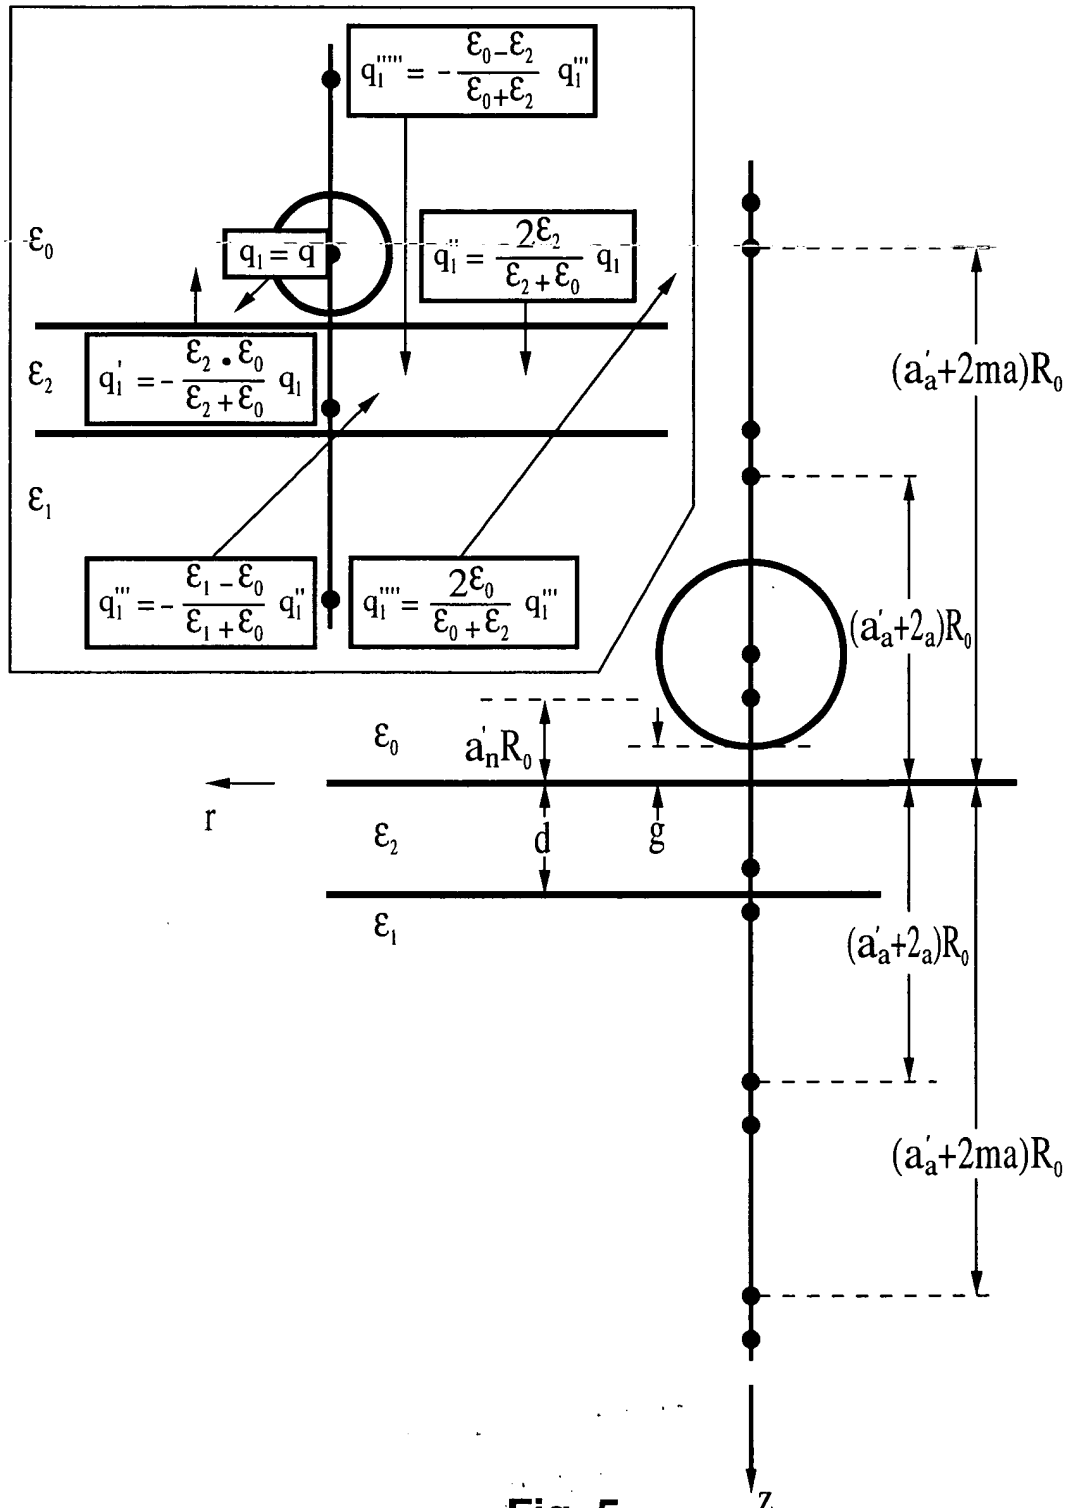 q₁''''' = - (ε₀-ε₂)/(ε₀+ε₂) q₁'''
ε₀
q₁ = q
q₁'' = 2ε₂/(ε₂+ε₀) q₁
ε₂
q₁' = - (ε₂·ε₀)/(ε₂+ε₀) q₁
ε₁
q₁''' = - (ε₁-ε₀)/(ε₁+ε₀) q₁''
q₁'''' = 2ε₀/(ε₀+ε₂) q₁'''
(a'ₐ+2ma)R₀
(a'ₐ+2ₐ)R₀
ε₀
a'ₙR₀
r
ε₂
d
g
ε₁
(a'ₐ+2ₐ)R₀
(a'ₐ+2ma)R₀
z
Fig. 5